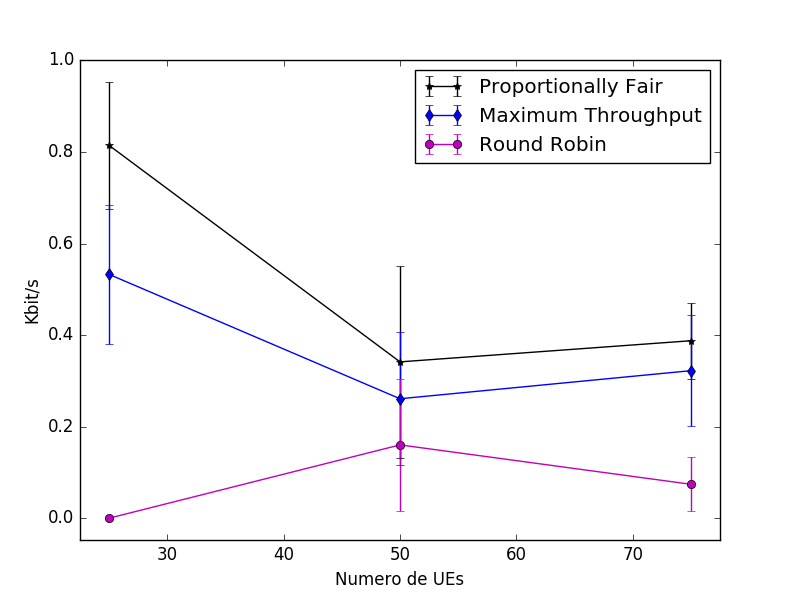 1.0
0.8
0.6
0.4
0.2
0.0
Kbit/s
Proportionally Fair
Maximum Throughput
Round Robin
30 40 50 60 70
Numero de UEs